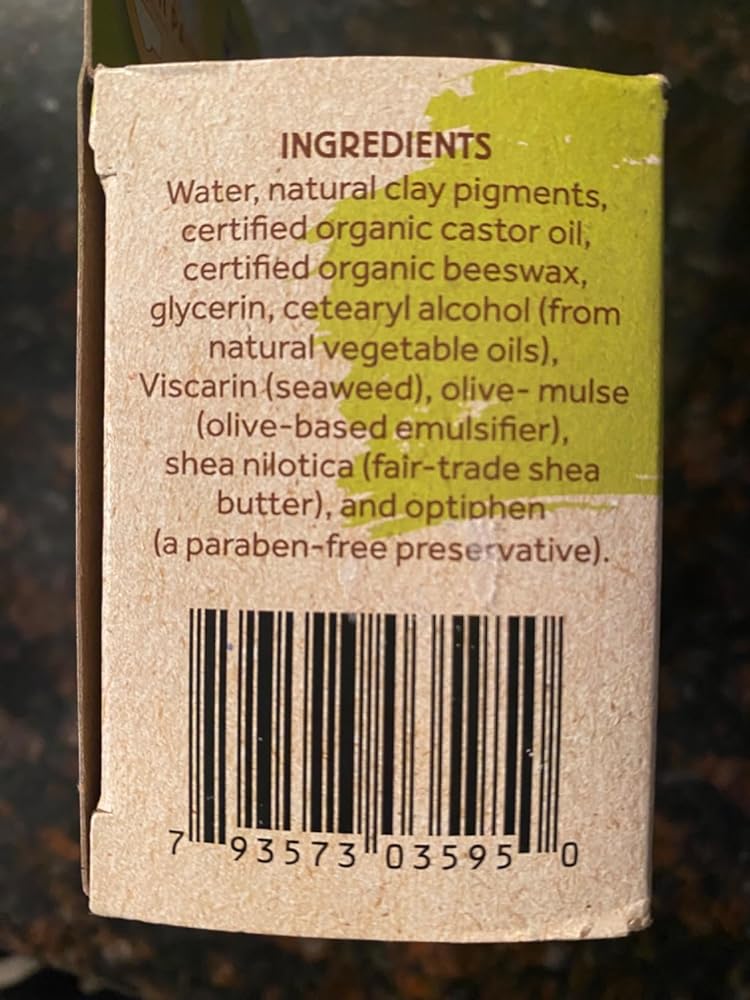 INGREDIENTS
Water, natural clay pigments,
certified organic castor oil,
certified organic beeswax,
glycerin, cetearyl alcohol (from
natural vegetable oils),
Viscarin (seaweed), olive- mulse
(olive-based emulsifier),
shea nilotica (fair-trade shea
butter), and optiphen
(a paraben-free preservative).
7 93573 03595 0